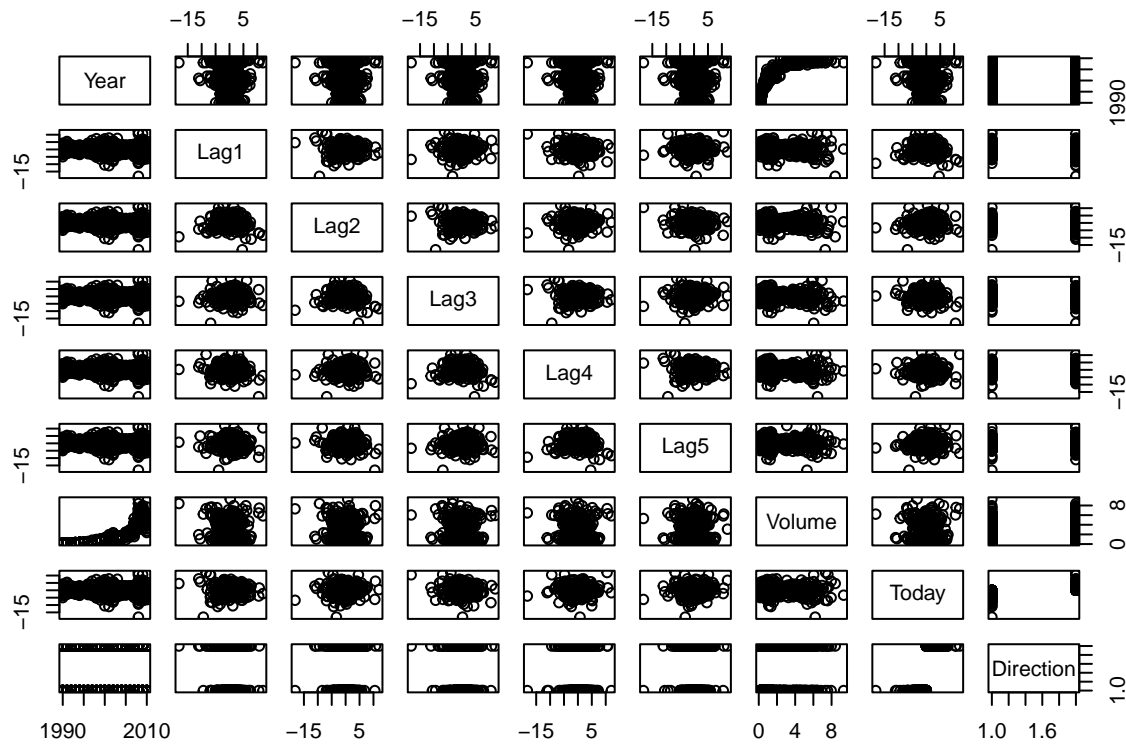 −15 5 −15 5 −15 5 −15 5
Year
1990
−15
Lag1
Lag2
−15
−15
Lag3
Lag4
−15
−15
Lag5
Volume
0 8
−15
Today
Direction
1.0
1990 2010 −15 5 −15 5 0 4 8 1.0 1.6